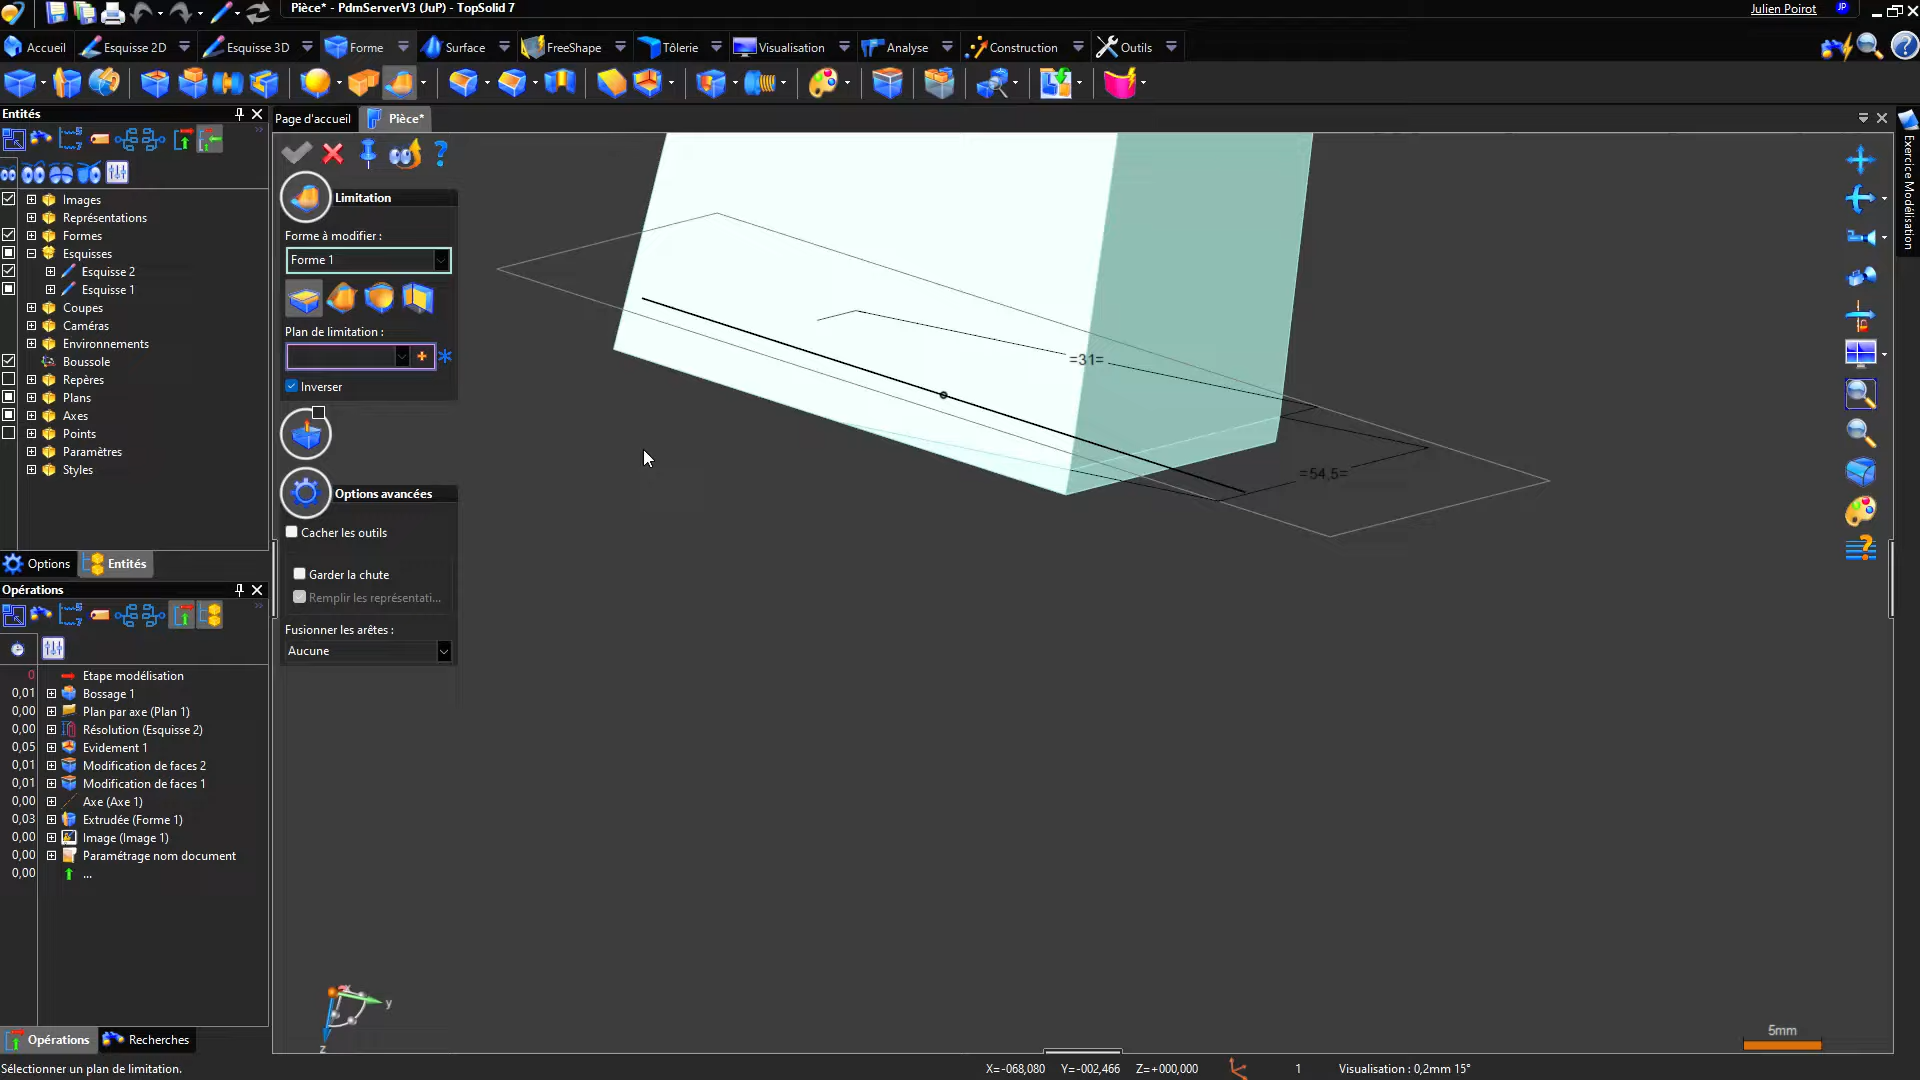 Pièce* - PdmServerV3 (JuP) - TopSolid 7
Julien Poirot
JP
Accueil
Esquisse 2D
Esquisse 3D
Forme
Surface
FreeShape
Tôlerie
Visualisation
Analyse
Construction
Outils
Entités
Page d'accueil
Pièce*
Exercice Modélisation
Images
Représentations
Formes
Esquisses
Esquisse 2
Esquisse 1
Coupes
Caméras
Environnements
Boussole
Repères
Plans
Axes
Points
Paramètres
Styles
Options
Entités
Limitation
Forme à modifier :
Forme 1
Plan de limitation :
Inverser
Options avancées
Cacher les outils
Garder la chute
Remplir les représentati...
Fusionner les arêtes :
Aucune
=31=
=54,5=
Opérations
0 Etape modélisation
0,01 Bossage 1
0,00 Plan par axe (Plan 1)
0,00 Résolution (Esquisse 2)
0,05 Evidement 1
0,01 Modification de faces 2
0,01 Modification de faces 1
0,00 Axe (Axe 1)
0,03 Extrudée (Forme 1)
0,00 Image (Image 1)
0,00 Paramétrage nom document
0,00 ...
Opérations
Recherches
x
y
z
5mm
Sélectionner un plan de limitation.
X=-068,080 Y=-002,466 Z=+000,000
1
Visualisation : 0,2mm 15°